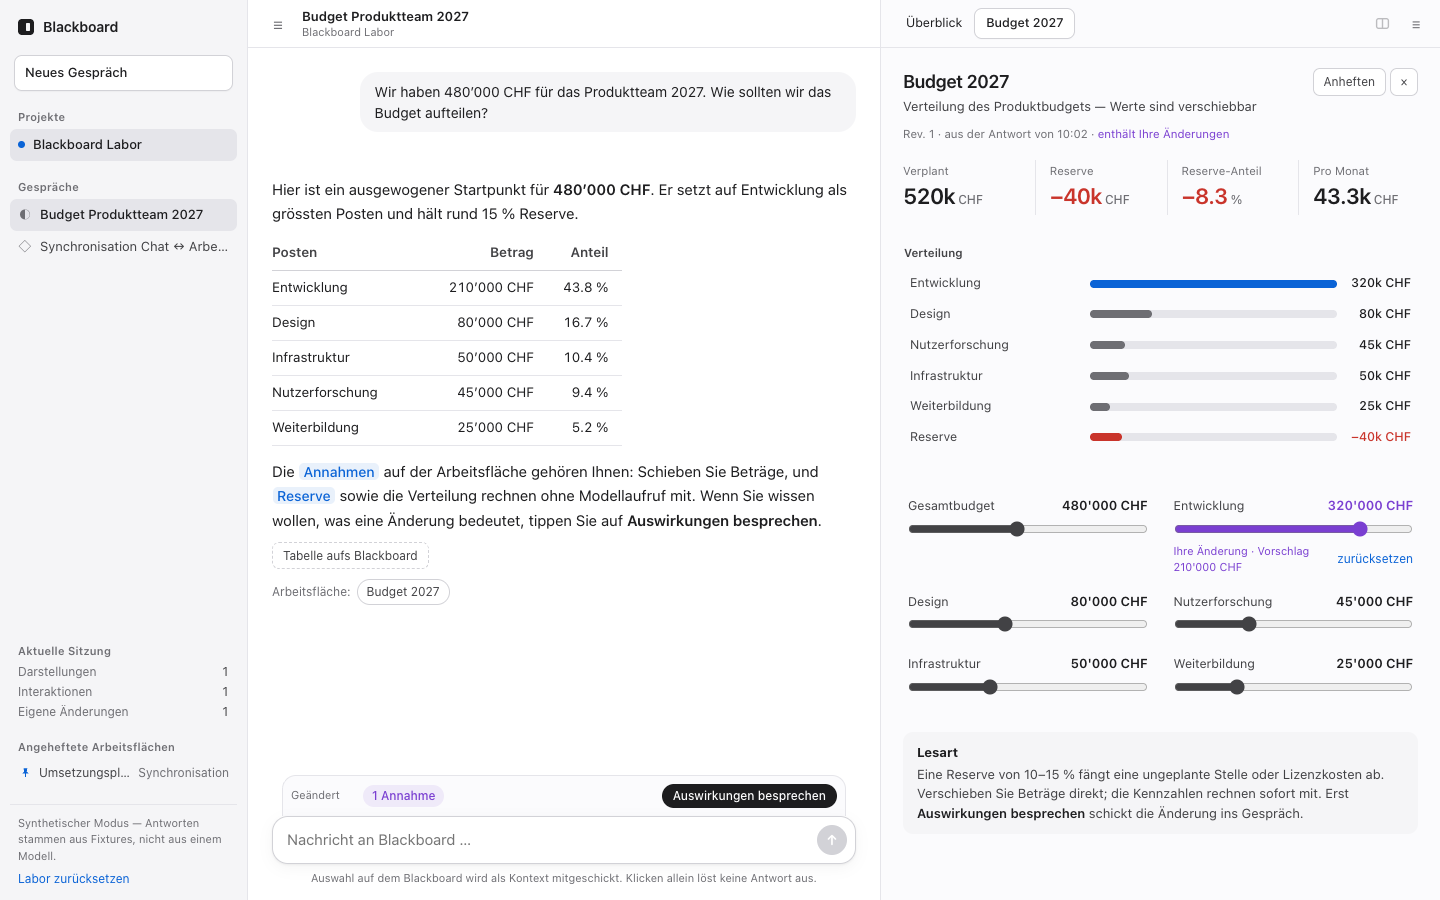 Blackboard
Neues Gespräch
Projekte
Blackboard Labor
Gespräche
Budget Produktteam 2027
Synchronisation Chat ↔ Arbe…
Aktuelle Sitzung
Darstellungen 1
Interaktionen 1
Eigene Änderungen 1
Angeheftete Arbeitsflächen
Umsetzungspl… Synchronisation
Synthetischer Modus — Antworten
stammen aus Fixtures, nicht aus einem
Modell.
Labor zurücksetzen
Budget Produktteam 2027
Blackboard Labor
Wir haben 480’000 CHF für das Produktteam 2027. Wie sollten wir das
Budget aufteilen?
Hier ist ein ausgewogener Startpunkt für 480’000 CHF. Er setzt auf Entwicklung als
grössten Posten und hält rund 15 % Reserve.
Posten Betrag Anteil
Entwicklung 210’000 CHF 43.8 %
Design 80’000 CHF 16.7 %
Infrastruktur 50’000 CHF 10.4 %
Nutzerforschung 45’000 CHF 9.4 %
Weiterbildung 25’000 CHF 5.2 %
Die Annahmen auf der Arbeitsfläche gehören Ihnen: Schieben Sie Beträge, und
Reserve sowie die Verteilung rechnen ohne Modellaufruf mit. Wenn Sie wissen
wollen, was eine Änderung bedeutet, tippen Sie auf Auswirkungen besprechen.
Tabelle aufs Blackboard
Arbeitsfläche: Budget 2027
Geändert 1 Annahme Auswirkungen besprechen
Nachricht an Blackboard …
Auswahl auf dem Blackboard wird als Kontext mitgeschickt. Klicken allein löst keine Antwort aus.
Überblick Budget 2027
Budget 2027 Anheften ×
Verteilung des Produktbudgets — Werte sind verschiebbar
Rev. 1 · aus der Antwort von 10:02 · enthält Ihre Änderungen
Verplant Reserve Reserve-Anteil Pro Monat
520k CHF −40k CHF −8.3 % 43.3k CHF
Verteilung
Entwicklung 320k CHF
Design 80k CHF
Nutzerforschung 45k CHF
Infrastruktur 50k CHF
Weiterbildung 25k CHF
Reserve −40k CHF
Gesamtbudget 480'000 CHF Entwicklung 320'000 CHF
Ihre Änderung · Vorschlag
210'000 CHF zurücksetzen
Design 80'000 CHF Nutzerforschung 45'000 CHF
Infrastruktur 50'000 CHF Weiterbildung 25'000 CHF
Lesart
Eine Reserve von 10–15 % fängt eine ungeplante Stelle oder Lizenzkosten ab.
Verschieben Sie Beträge direkt; die Kennzahlen rechnen sofort mit. Erst
Auswirkungen besprechen schickt die Änderung ins Gespräch.